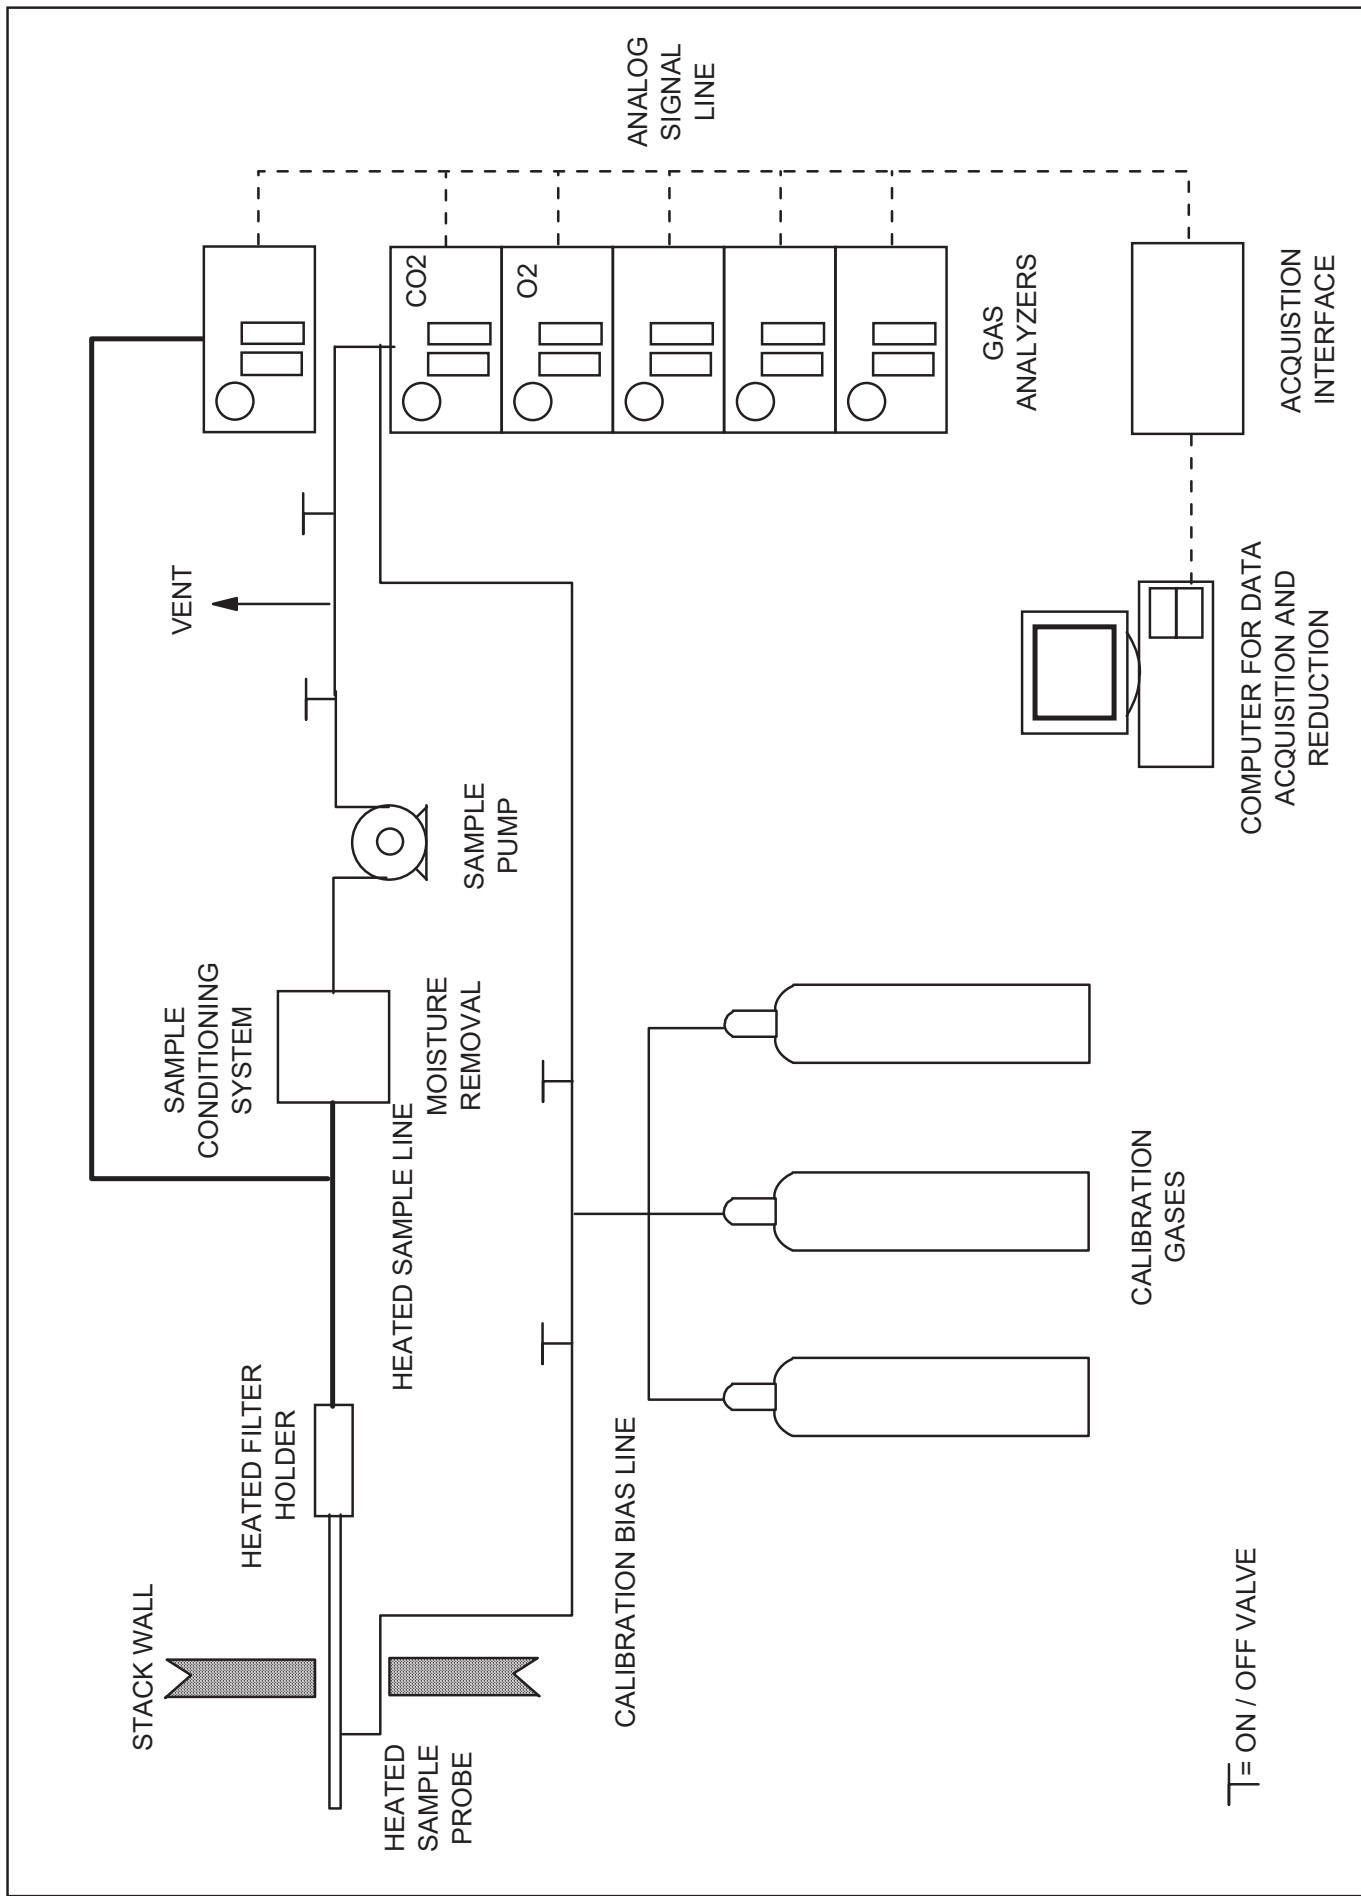 STACK WALL
HEATED FILTER
HOLDER
SAMPLE
CONDITIONING
SYSTEM
VENT
ANALOG
SIGNAL
LINE
HEATED
SAMPLE
PROBE
HEATED SAMPLE LINE
MOISTURE
REMOVAL
SAMPLE
PUMP
CO2
O2
CALIBRATION BIAS LINE
GAS
ANALYZERS
CALIBRATION
GASES
COMPUTER FOR DATA
ACQUISITION AND
REDUCTION
ACQUISTION
INTERFACE
= ON / OFF VALVE